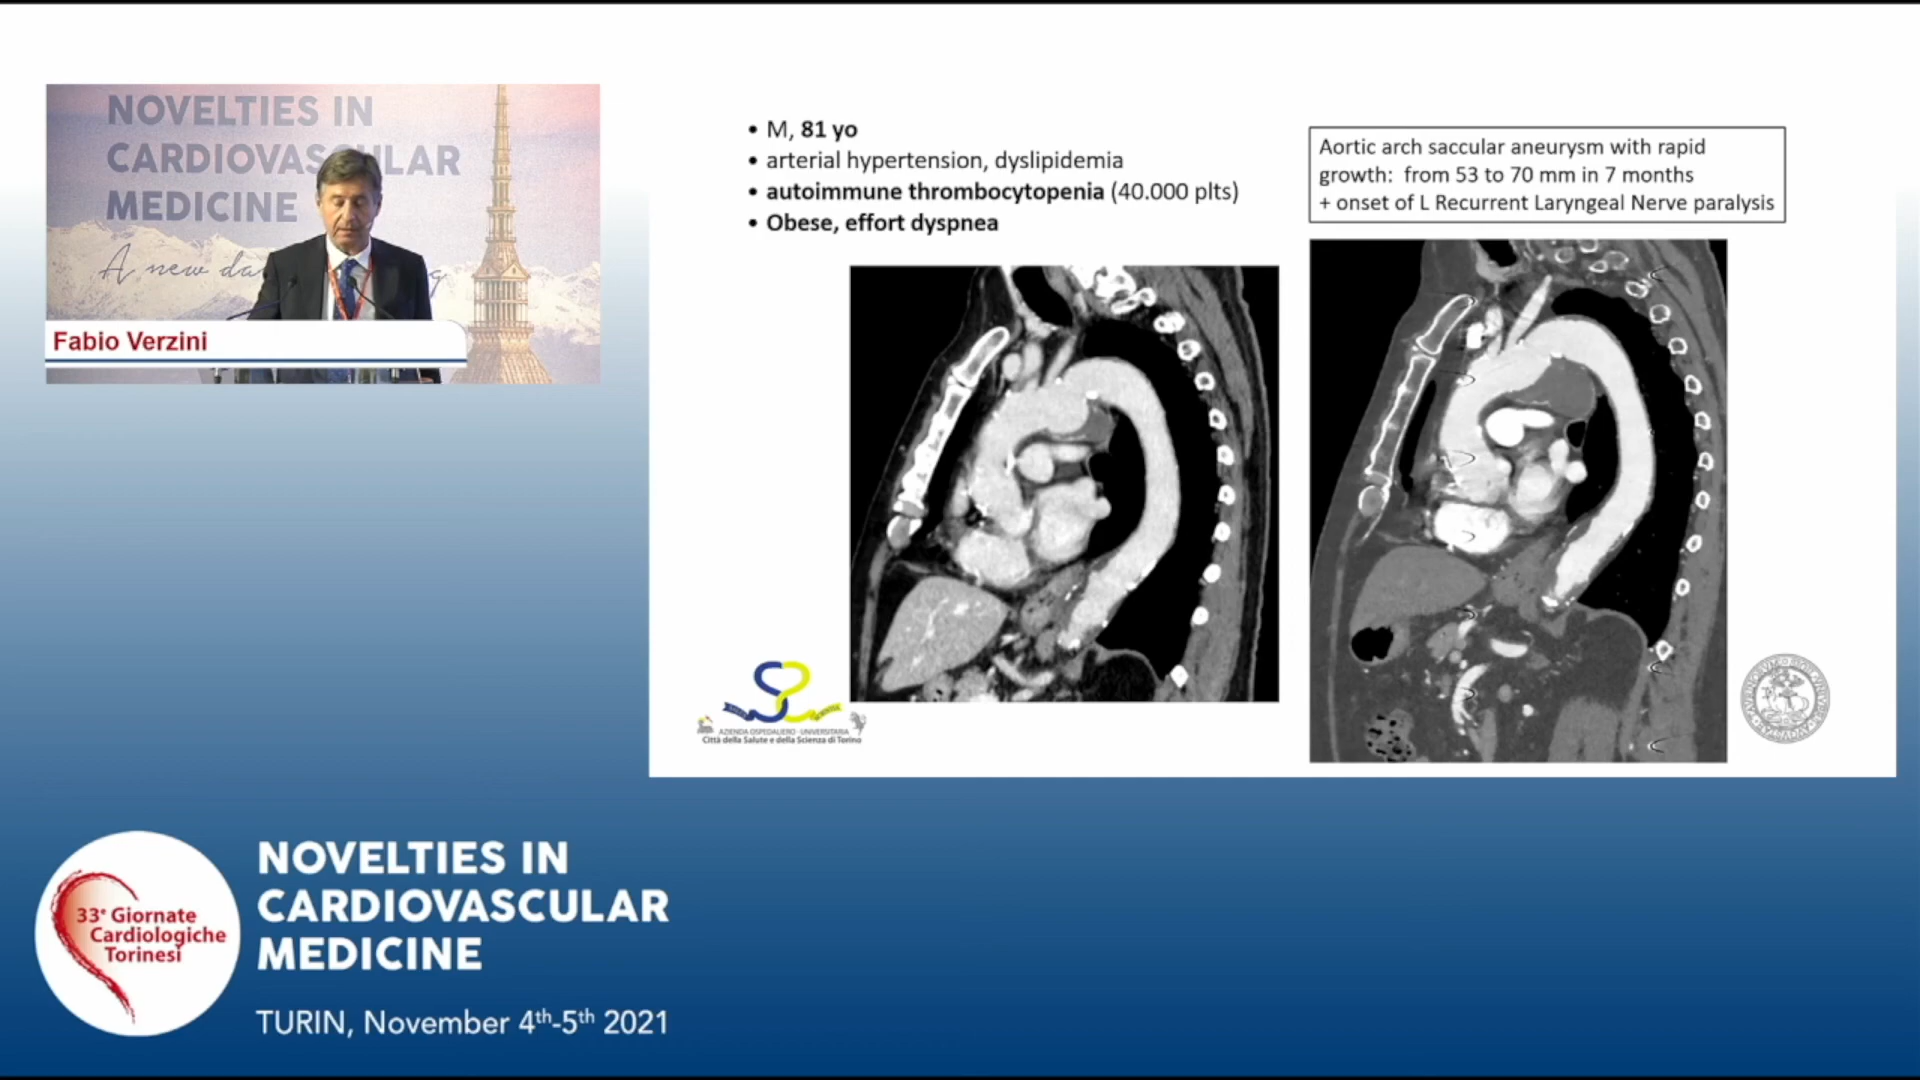 NOVELTIES IN
CARDIOVASCULAR
MEDICINE
A new da
Fabio Verzini
• M, 81 yo
• arterial hypertension, dyslipidemia
• autoimmune thrombocytopenia (40.000 plts)
• Obese, effort dyspnea
Aortic arch saccular aneurysm with rapid
growth: from 53 to 70 mm in 7 months
+ onset of L Recurrent Laryngeal Nerve paralysis
AZIENDA OSPEDALIERO - UNIVERSITARIA
Città della Salute e della Scienza di Torino
33° Giornate
Cardiologiche
Torinesi
NOVELTIES IN
CARDIOVASCULAR
MEDICINE
TURIN, November 4th-5th 2021